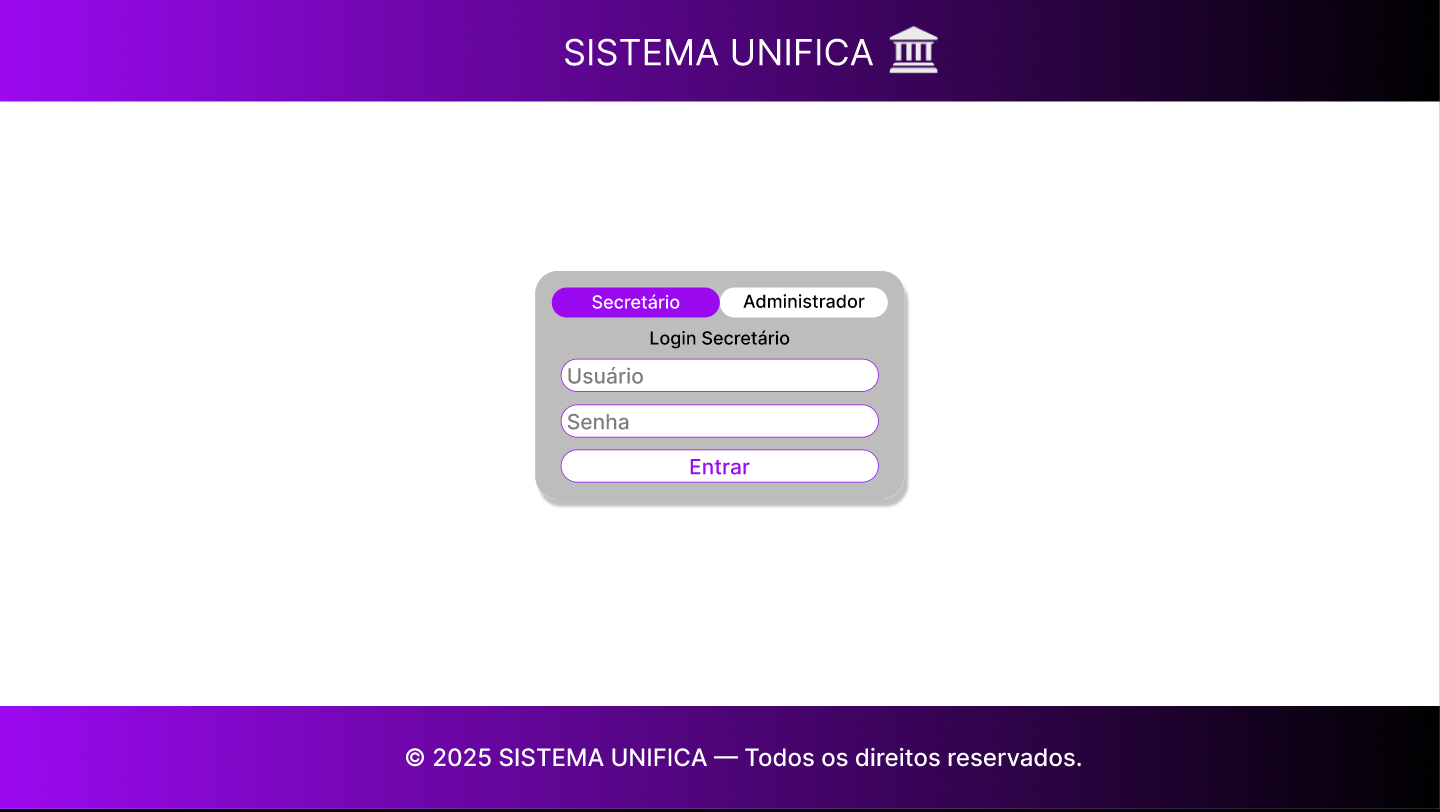 SISTEMA UNIFICA
Secretário
Administrador
Login Secretário
Usuário
Senha
Entrar
© 2025 SISTEMA UNIFICA — Todos os direitos reservados.